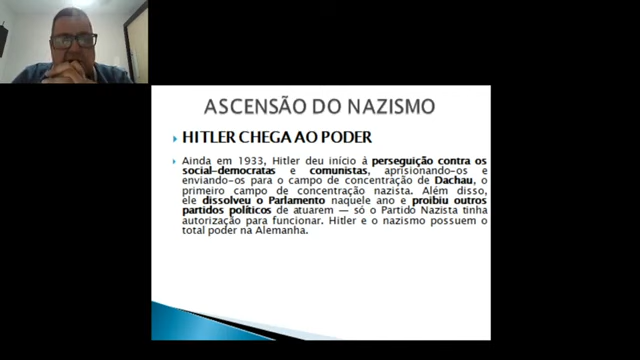 ASCENSÃO DO NAZISMO
HITLER CHEGA AO PODER
Ainda em 1933, Hitler deu início à perseguição contra os
social-democratas e comunistas, aprisionando-os e
enviando-os para o campo de concentração de Dachau, o
primeiro campo de concentração nazista. Além disso,
ele dissolveu o Parlamento naquele ano e proibiu outros
partidos políticos de atuarem — só o Partido Nazista tinha
autorização para funcionar. Hitler e o nazismo possuem o
total poder na Alemanha.